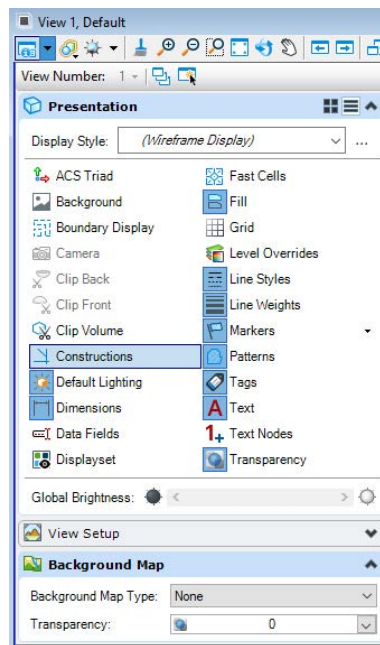 View 1, Default
View Number: 1
Presentation
Display Style: (Wireframe Display) ...
ACS Triad Fast Cells
Background Fill
Boundary Display Grid
Camera Level Overrides
Clip Back Line Styles
Clip Front Line Weights
Clip Volume Markers
Constructions Patterns
Default Lighting Tags
Dimensions Text
Data Fields Text Nodes
Displayset Transparency
Global Brightness:
View Setup
Background Map
Background Map Type: None
Transparency: 0